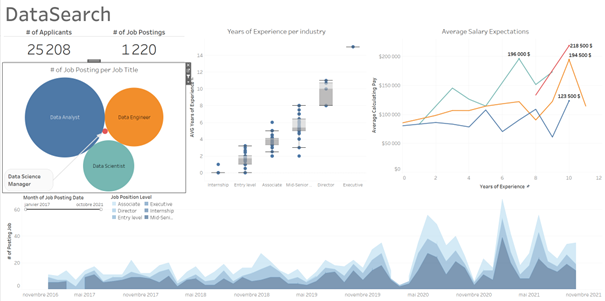 DataSearch
# of Applicants
# of Job Postings
25 208
1 220
# of Job Posting per Job Title
Data Analyst
Data Engineer
Data Scientist
Data Science
Manager
Years of Experience per industry
AVG Years of Experience
14
12
10
8
6
4
2
0
Internship
Entry level
Associate
Mid-Senior
Director
Executive
Average Salary Expectations
Average Calculating Pay
$200 000
$150 000
$100 000
$50 000
$0
196 000 $
218 500 $
194 500 $
123 500 $
0
2
4
6
8
10
12
Years of Experience
Month of Job Posting Data
janvier 2017
octobre 2021
Job Position Level
Associate
Executive
Director
Internship
Entry level
Mid-Seni..
# of Posting Job
60
40
20
0
novembre 2016
mai 2017
novembre 2017
mai 2018
novembre 2018
mai 2019
novembre 2019
mai 2020
novembre 2020
mai 2021
novembre 2021